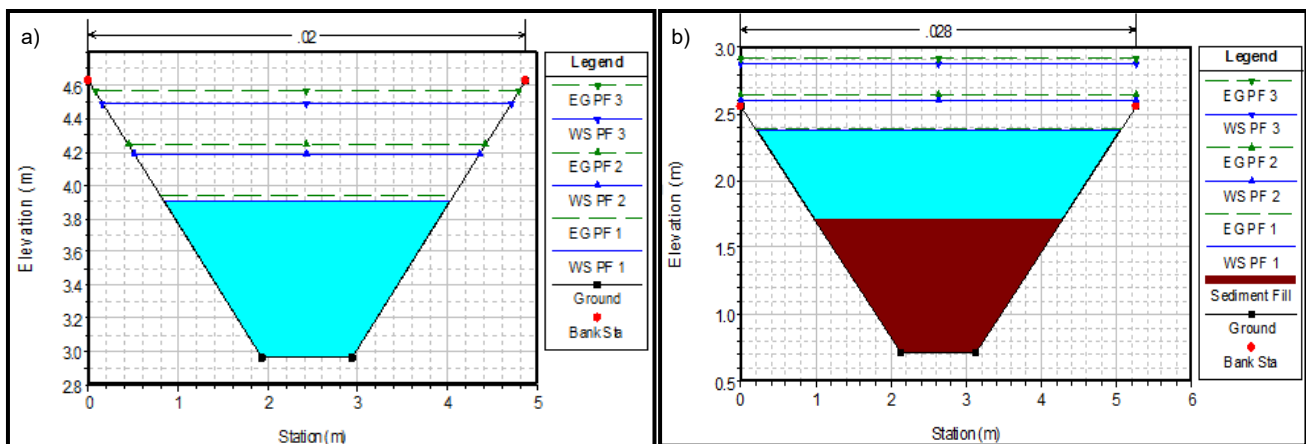 a)
.02
4.6
4.4
4.2
4.0
3.8
3.6
3.4
3.2
3.0
2.8
0
1
2
3
4
5
Elevation (m)
Station (m)
Legend
EG PF 3
WS PF 3
EG PF 2
WS PF 2
EG PF 1
WS PF 1
Ground
Bank Sta
b)
.028
3.0
2.5
2.0
1.5
1.0
0.5
0
1
2
3
4
5
6
Elevation (m)
Station (m)
Legend
EG PF 3
WS PF 3
EG PF 2
WS PF 2
EG PF 1
WS PF 1
Sediment Fill
Ground
Bank Sta